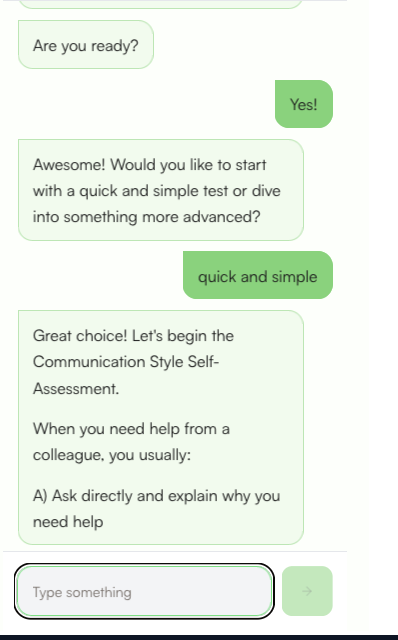 Are you ready?
Yes!
Awesome! Would you like to start
with a quick and simple test or dive
into something more advanced?
quick and simple
Great choice! Let's begin the
Communication Style Self-
Assessment.
When you need help from a
colleague, you usually:
A) Ask directly and explain why you
need help
Type something